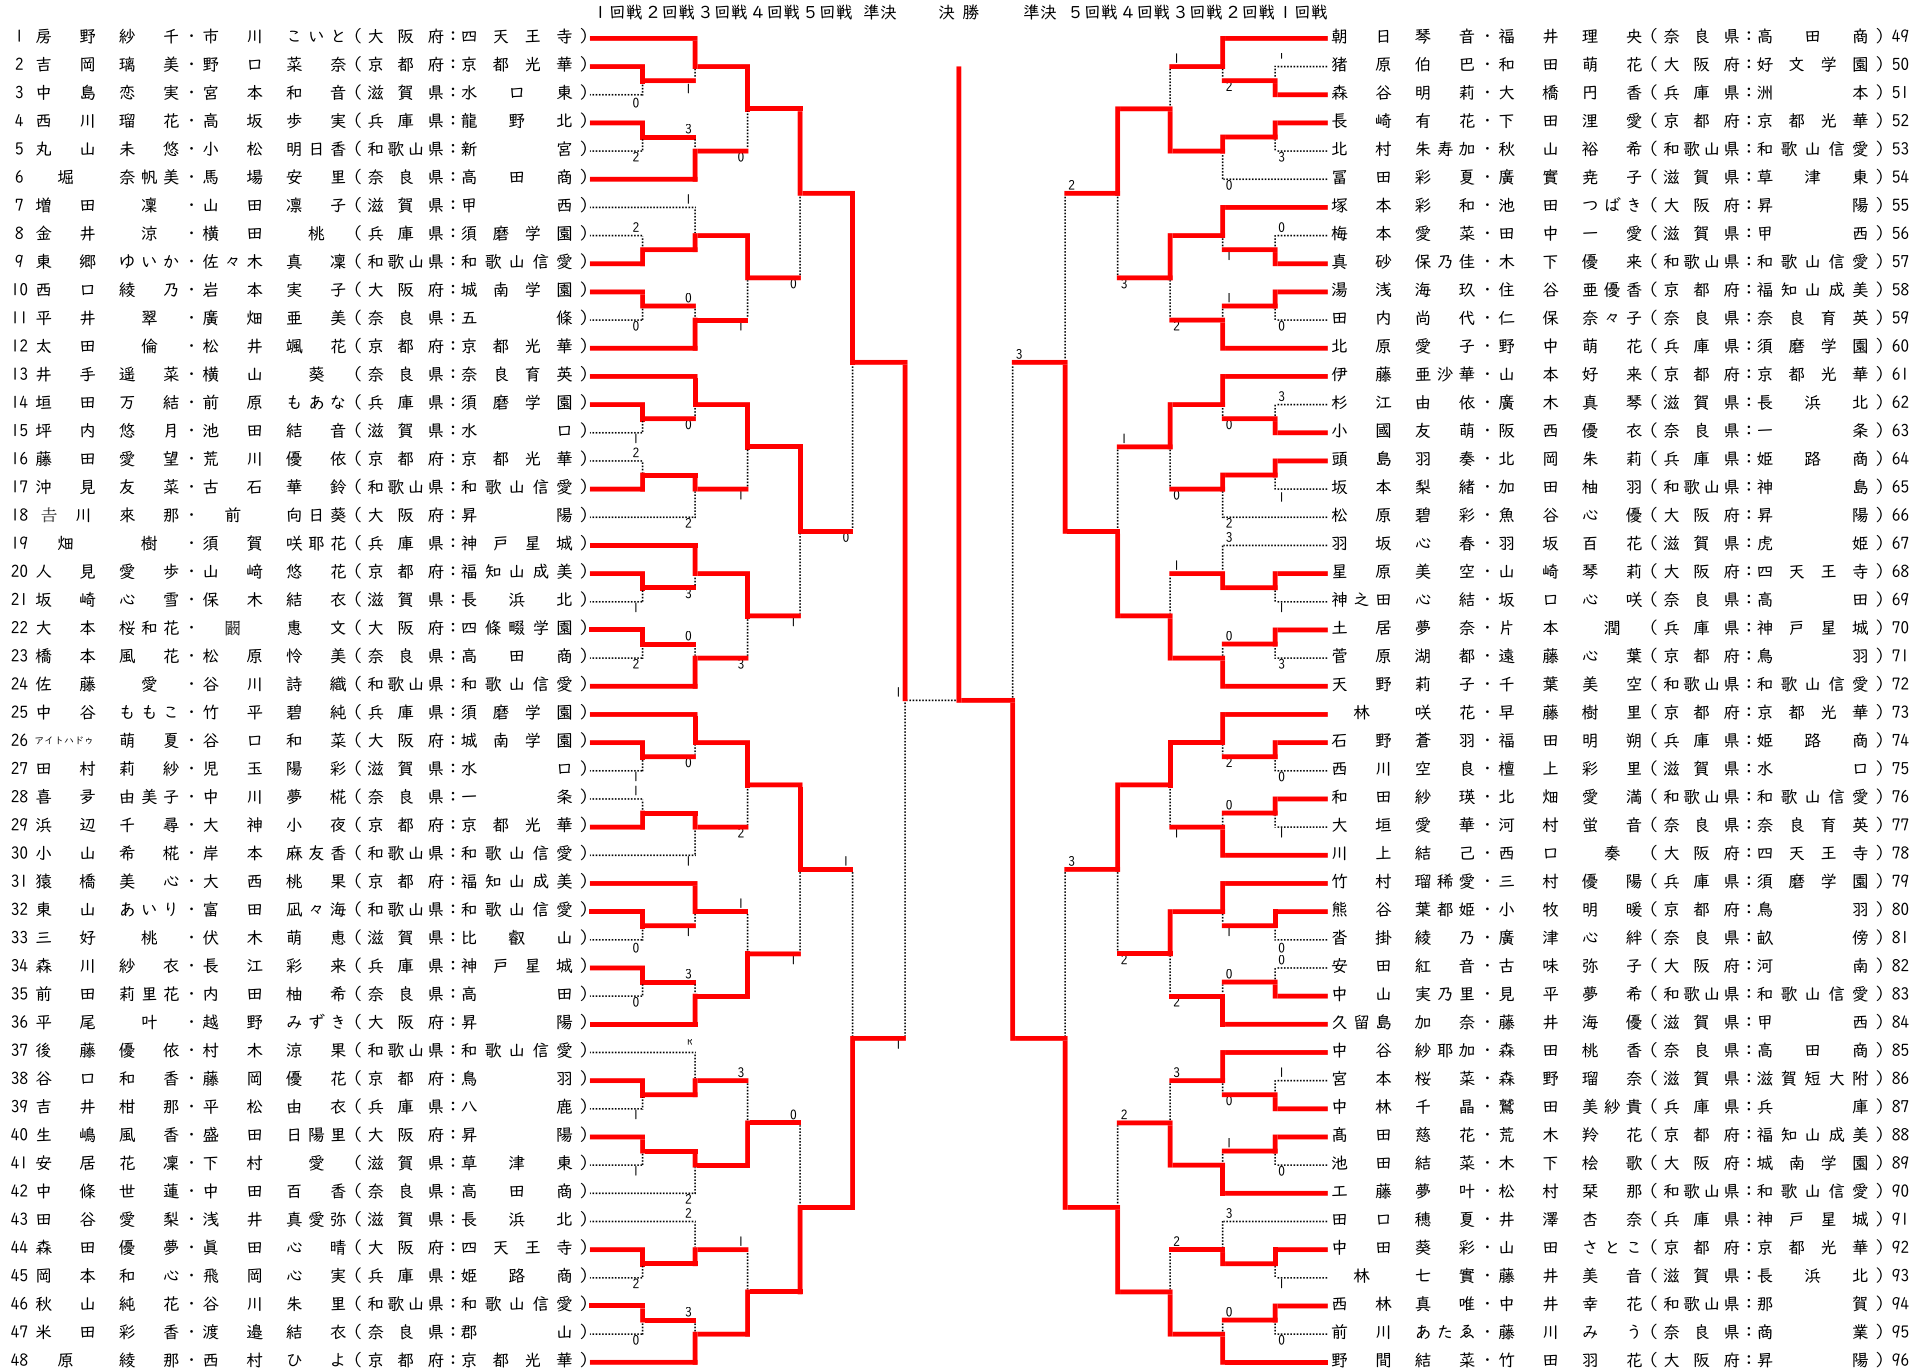 1回戦 2回戦 3回戦 4回戦 5回戦 準決 決勝 準決 5回戦 4回戦 3回戦 2回戦 1回戦
1 房野紗千・市川こいと(大阪府:四天王寺)
2 吉岡璃美・野口菜奈(京都府:京都光華)
3 中島恋実・宮本和音(滋賀県:水口東)
4 西川瑠花・高坂歩実(兵庫県:龍野北)
5 丸山未悠・小松明日香(和歌山県:新宮)
6 堀奈帆美・馬場安里(奈良県:高田商)
7 増田凜・山田凛子(滋賀県:甲西)
8 金井涼・横田桃(兵庫県:須磨学園)
9 東郷ゆいか・佐々木真凜(和歌山県:和歌山信愛)
10 西口綾乃・岩本実子(大阪府:城南学園)
11 平井翠・廣畑亜美(奈良県:五條)
12 太田倫・松井颯花(京都府:京都光華)
13 井手遥菜・横山葵(奈良県:奈良育英)
14 垣田万結・前原もあな(兵庫県:須磨学園)
15 坪内悠月・池田結音(滋賀県:水口)
16 藤田愛望・荒川優依(京都府:京都光華)
17 沖見友菜・古石華鈴(和歌山県:和歌山信愛)
18 𠮷川來那・前向日葵(大阪府:昇陽)
19 畑樹・須賀咲耶花(兵庫県:神戸星城)
20 人見愛歩・山﨑悠花(京都府:福知山成美)
21 坂崎心雪・保木結衣(滋賀県:長浜北)
22 大本桜和花・闞惠文(大阪府:四條畷学園)
23 橋本風花・松原怜美(奈良県:高田商)
24 佐藤愛・谷川詩織(和歌山県:和歌山信愛)
25 中谷ももこ・竹平碧純(兵庫県:須磨学園)
26 アイトハドゥ萌夏・谷口和菜(大阪府:城南学園)
27 田村莉紗・児玉陽彩(滋賀県:水口)
28 喜夛由美子・中川夢椛(奈良県:一条)
29 浜辺千尋・大神小夜(京都府:京都光華)
30 小山希椛・岸本麻友香(和歌山県:和歌山信愛)
31 猿橋美心・大西桃果(京都府:福知山成美)
32 東山あいり・富田凪々海(和歌山県:和歌山信愛)
33 三好桃・伏木萌恵(滋賀県:比叡山)
34 森川紗衣・長江彩来(兵庫県:神戸星城)
35 前田莉里花・内田柚希(奈良県:高田)
36 平尾叶・越野みずき(大阪府:昇陽)
37 後藤優依・村木涼果(和歌山県:和歌山信愛)
38 谷口和香・藤岡優花(京都府:鳥羽)
39 吉井柑那・平松由衣(兵庫県:八鹿)
40 生嶋風香・盛田日陽里(大阪府:昇陽)
41 安居花凜・下村愛(滋賀県:草津東)
42 中條世蓮・中田百香(奈良県:高田商)
43 田谷愛梨・浅井真愛弥(滋賀県:長浜北)
44 森田優夢・眞田心晴(大阪府:四天王寺)
45 岡本和心・飛岡心実(兵庫県:姫路商)
46 秋山純花・谷川朱里(和歌山県:和歌山信愛)
47 米田彩香・渡邉結衣(奈良県:郡山)
48 原綾那・西村ひよ(京都府:京都光華)
朝日琴音・福井理央(奈良県:高田商)49
猪原伯巴・和田萌花(大阪府:好文学園)50
森谷明莉・大橋円香(兵庫県:洲本)51
長崎有花・下田浬愛(京都府:京都光華)52
北村朱寿加・秋山裕希(和歌山県:和歌山信愛)53
冨田彩夏・廣實尭子(滋賀県:草津東)54
塚本彩和・池田つばき(大阪府:昇陽)55
梅本愛菜・田中一愛(滋賀県:甲西)56
真砂保乃佳・木下優来(和歌山県:和歌山信愛)57
湯浅海玖・住谷亜優香(京都府:福知山成美)58
田内尚代・仁保奈々子(奈良県:奈良育英)59
北原愛子・野中萌花(兵庫県:須磨学園)60
伊藤亜沙華・山本好来(京都府:京都光華)61
杉江由依・廣木真琴(滋賀県:長浜北)62
小國友萌・阪西優衣(奈良県:一条)63
頭島羽奏・北岡朱莉(兵庫県:姫路商)64
坂本梨緒・加田柚羽(和歌山県:神島)65
松原碧彩・魚谷心優(大阪府:昇陽)66
羽坂心春・羽坂百花(滋賀県:虎姫)67
星原美空・山崎琴莉(大阪府:四天王寺)68
神之田心結・坂口心咲(奈良県:高田)69
土居夢奈・片本潤(兵庫県:神戸星城)70
菅原湖都・遠藤心葉(京都府:鳥羽)71
天野莉子・千葉美空(和歌山県:和歌山信愛)72
林咲花・早藤樹里(京都府:京都光華)73
石野蒼羽・福田明朔(兵庫県:姫路商)74
西川空良・檀上彩里(滋賀県:水口)75
和田紗瑛・北畑愛満(和歌山県:和歌山信愛)76
大垣愛華・河村蛍音(奈良県:奈良育英)77
川上結己・西口奏(大阪府:四天王寺)78
竹村瑠稀愛・三村優陽(兵庫県:須磨学園)79
熊谷葉都姫・小牧明暖(京都府:鳥羽)80
沓掛綾乃・廣津心絆(奈良県:畝傍)81
安田紅音・古味弥子(大阪府:河南)82
中山実乃里・見平夢希(和歌山県:和歌山信愛)83
久留島加奈・藤井海優(滋賀県:甲西)84
中谷紗耶加・森田桃香(奈良県:高田商)85
宮本桜菜・森野瑠奈(滋賀県:滋賀短大附)86
中林千晶・鷲田美紗貴(兵庫県:兵庫)87
髙田慈花・荒木羚花(京都府:福知山成美)88
池田結菜・木下桧歌(大阪府:城南学園)89
工藤夢叶・松村栞那(和歌山県:和歌山信愛)90
田口穂夏・井澤杏奈(兵庫県:神戸星城)91
中田葵彩・山田さとこ(京都府:京都光華)92
林七實・藤井美音(滋賀県:長浜北)93
西林真唯・中井幸花(和歌山県:那賀)94
前川あたゑ・藤川みう(奈良県:商業)95
野間結菜・竹田羽花(大阪府:昇陽)96